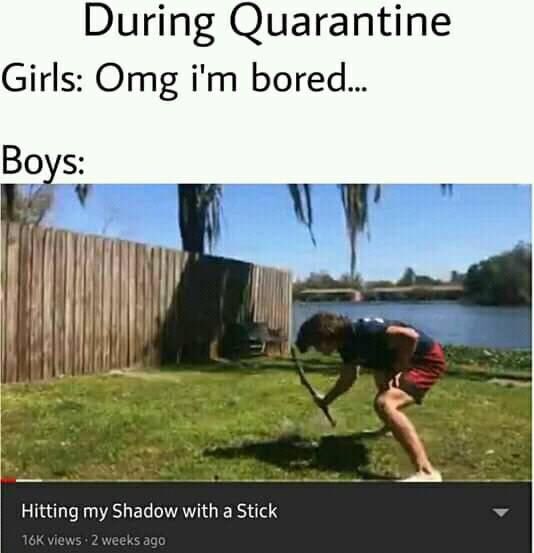 During Quarantine
Girls: Omg i'm bored...
Boys:
Hitting my Shadow with a Stick
16K views · 2 weeks ago